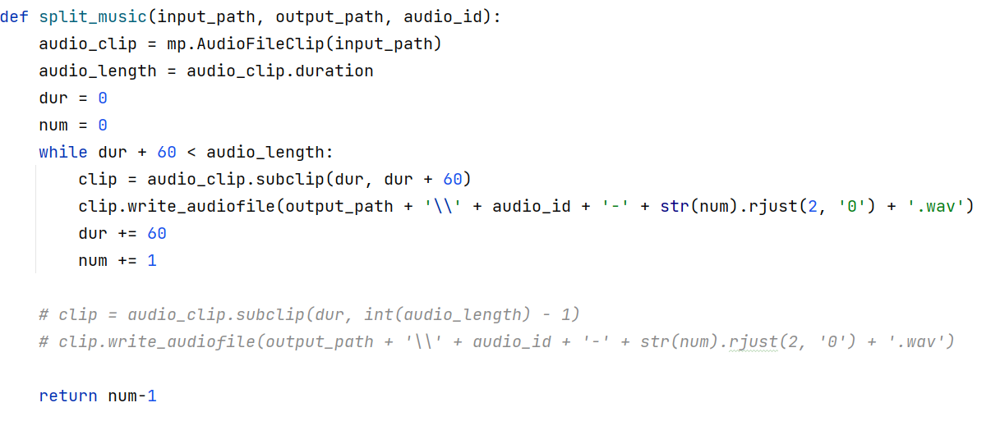 def split_music(input_path, output_path, audio_id):
    audio_clip = mp.AudioFileClip(input_path)
    audio_length = audio_clip.duration
    dur = 0
    num = 0
    while dur + 60 < audio_length:
        clip = audio_clip.subclip(dur, dur + 60)
        clip.write_audiofile(output_path + '\\' + audio_id + '-' + str(num).rjust(2, '0') + '.wav')
        dur += 60
        num += 1

    # clip = audio_clip.subclip(dur, int(audio_length) - 1)
    # clip.write_audiofile(output_path + '\\' + audio_id + '-' + str(num).rjust(2, '0') + '.wav')

    return num-1